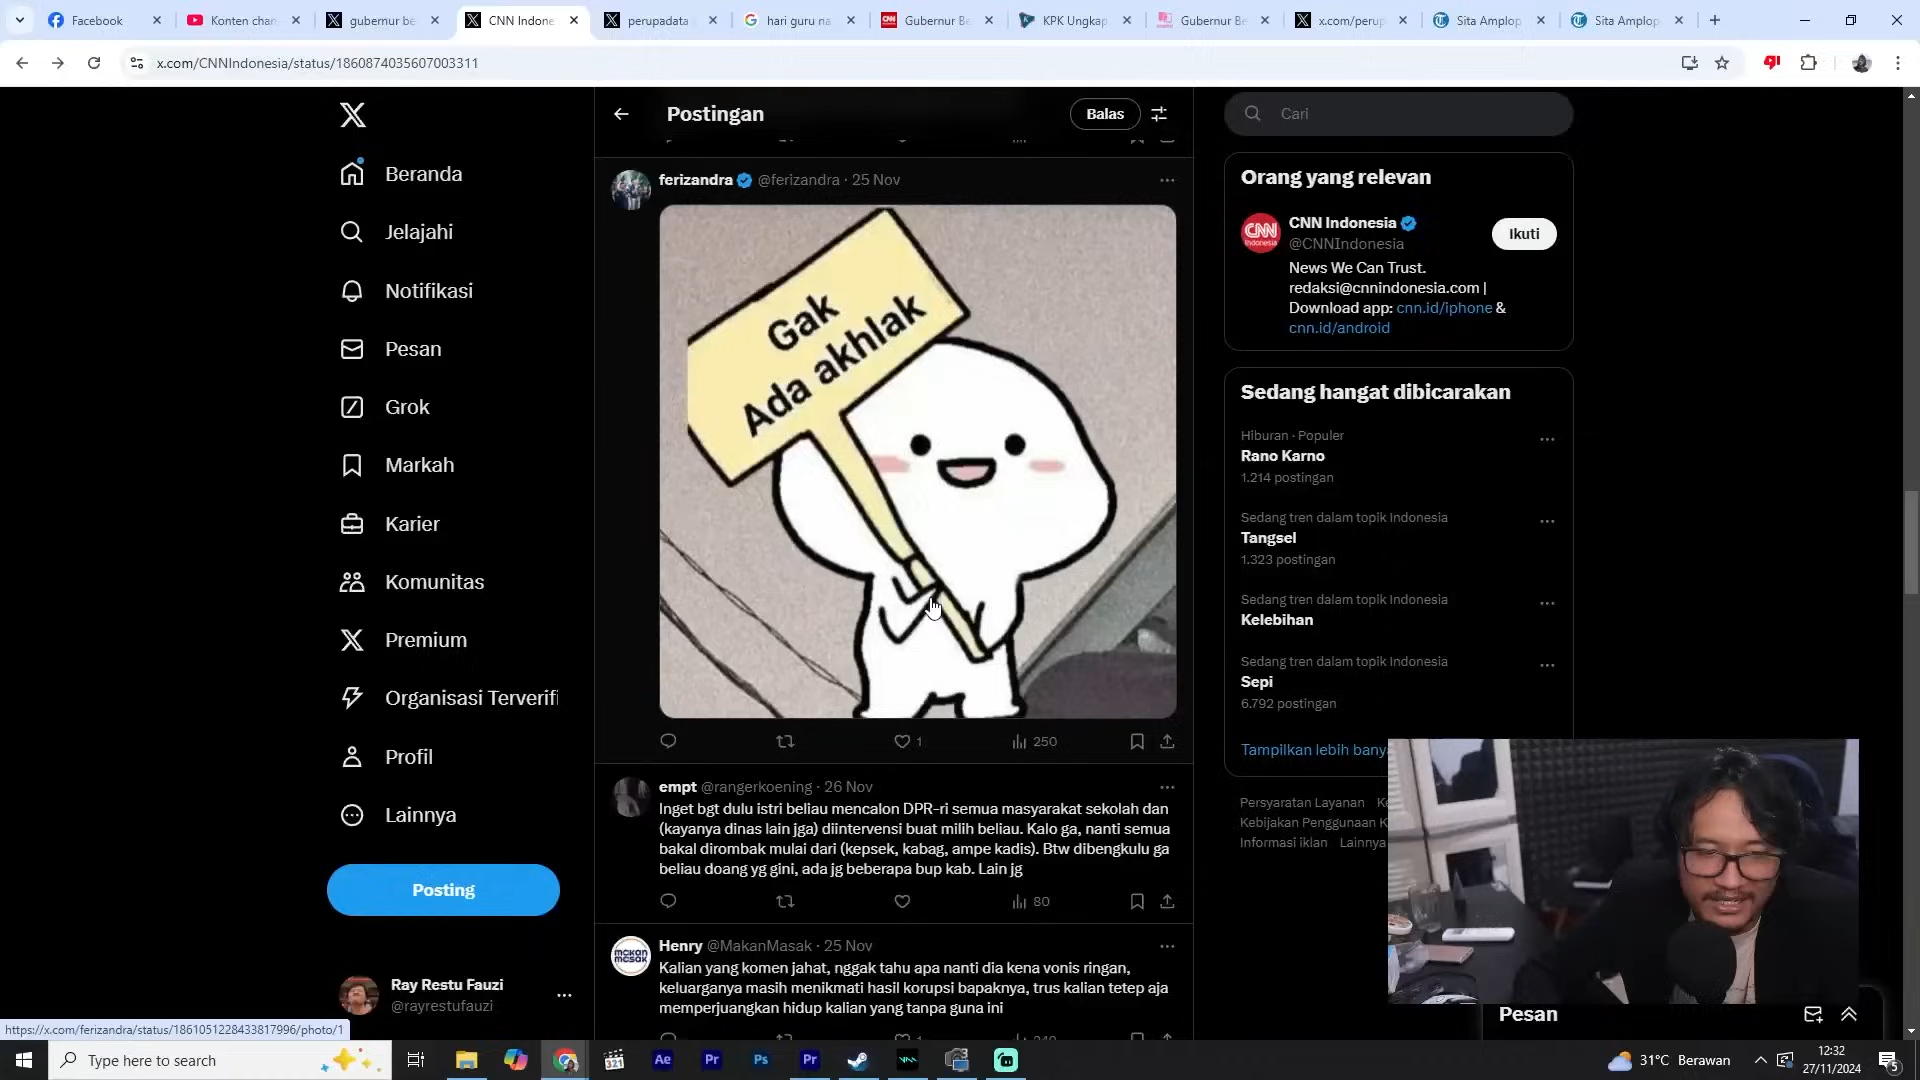 Facebook
Konten chan
gubernur be
CNN Indone
perupadata
hari guru na
Gubernur Be
KPK Ungkap
Gubernur Be
x.com/perup
Sita Amplop
Sita Amplop
x.com/CNNIndonesia/status/1860874035607003311
Beranda
Jelajahi
Notifikasi
Pesan
Grok
Markah
Karier
Komunitas
Premium
Organisasi Terverifi
Profil
Lainnya
Posting
Ray Restu Fauzi
@rayrestufauzi
Postingan
Balas
ferizandra @ferizandra · 25 Nov
Gak
Ada akhlak
1
250
empt @rangerkoening · 26 Nov
Inget bgt dulu istri beliau mencalon DPR-ri semua masyarakat sekolah dan
(kayanya dinas lain jga) diintervensi buat milih beliau. Kalo ga, nanti semua
bakal dirombak mulai dari (kepsek, kabag, ampe kadis). Btw dibengkulu ga
beliau doang yg gini, ada jg beberapa bup kab. Lain jg
80
Henry @MakanMasak · 25 Nov
Kalian yang komen jahat, nggak tahu apa nanti dia kena vonis ringan,
keluarganya masih menikmati hasil korupsi bapaknya, trus kalian tetep aja
memperjuangkan hidup kalian yang tanpa guna ini
Cari
Orang yang relevan
CNN Indonesia
@CNNIndonesia
Ikuti
News We Can Trust.
redaksi@cnnindonesia.com |
Download app: cnn.id/iphone &
cnn.id/android
Sedang hangat dibicarakan
Hiburan · Populer
Rano Karno
1.214 postingan
Sedang tren dalam topik Indonesia
Tangsel
1.323 postingan
Sedang tren dalam topik Indonesia
Kelebihan
Sedang tren dalam topik Indonesia
Sepi
6.792 postingan
Tampilkan lebih bany
Persyaratan Layanan
Kebijakan Penggunaan K
Informasi iklan Lainnya
Pesan
https://x.com/ferizandra/status/1861051228433817996/photo/1
Type here to search
31°C Berawan
12:32
27/11/2024
5